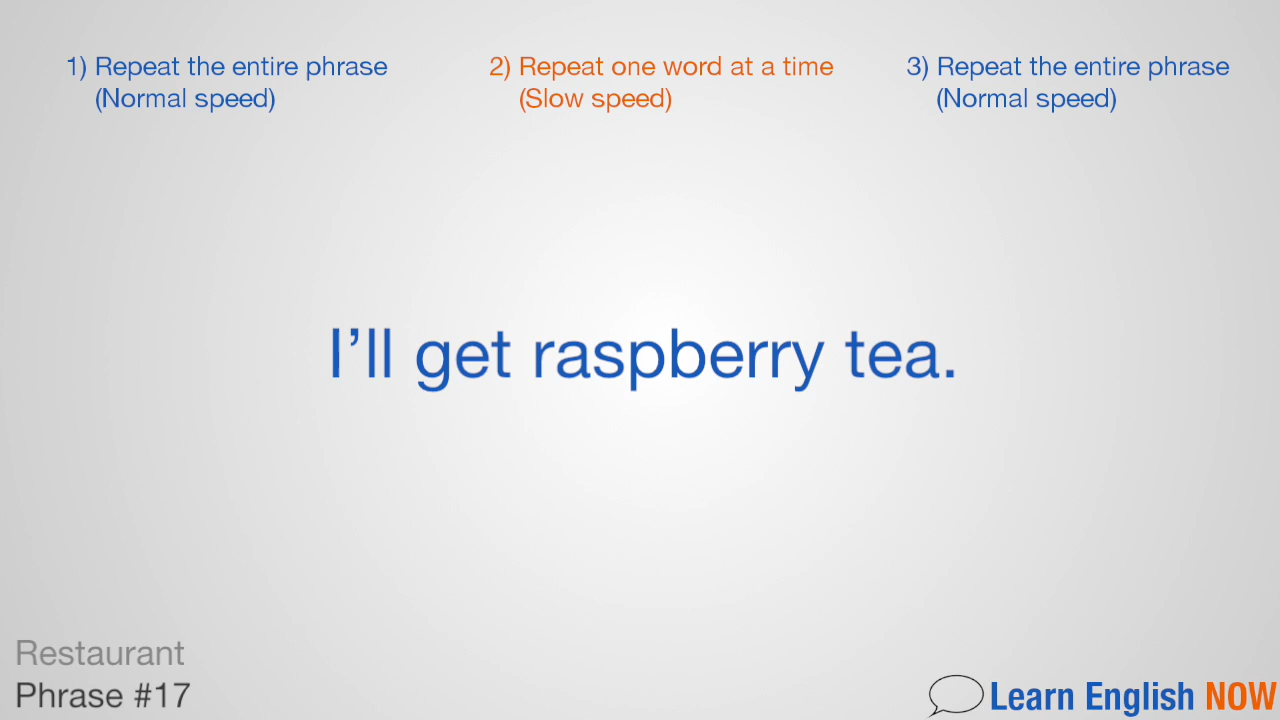 1) Repeat the entire phrase
(Normal speed)
2) Repeat one word at a time
(Slow speed)
3) Repeat the entire phrase
(Normal speed)
I’ll get raspberry tea.
Restaurant
Phrase #17
Learn English NOW